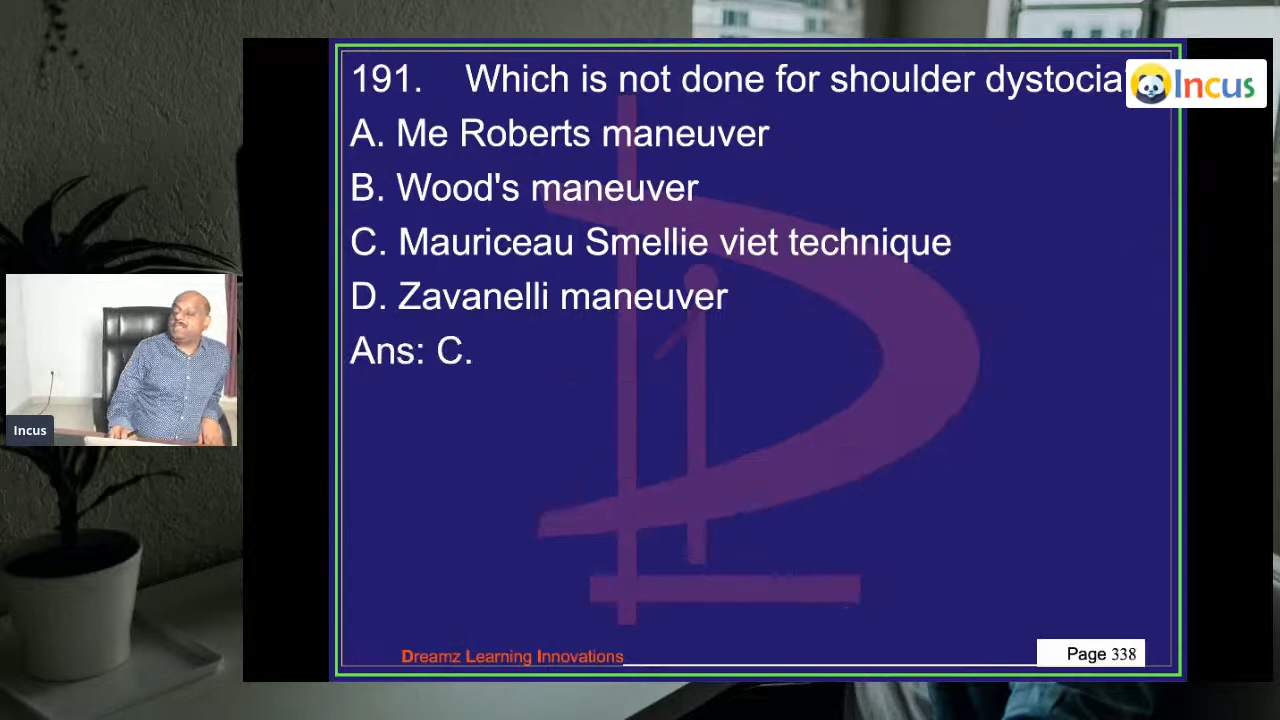 191. Which is not done for shoulder dystocia
Incus
A. Me Roberts maneuver
B. Wood's maneuver
C. Mauriceau Smellie viet technique
D. Zavanelli maneuver
Ans: C.
Incus
Dreamz Learning Innovations
Page 338